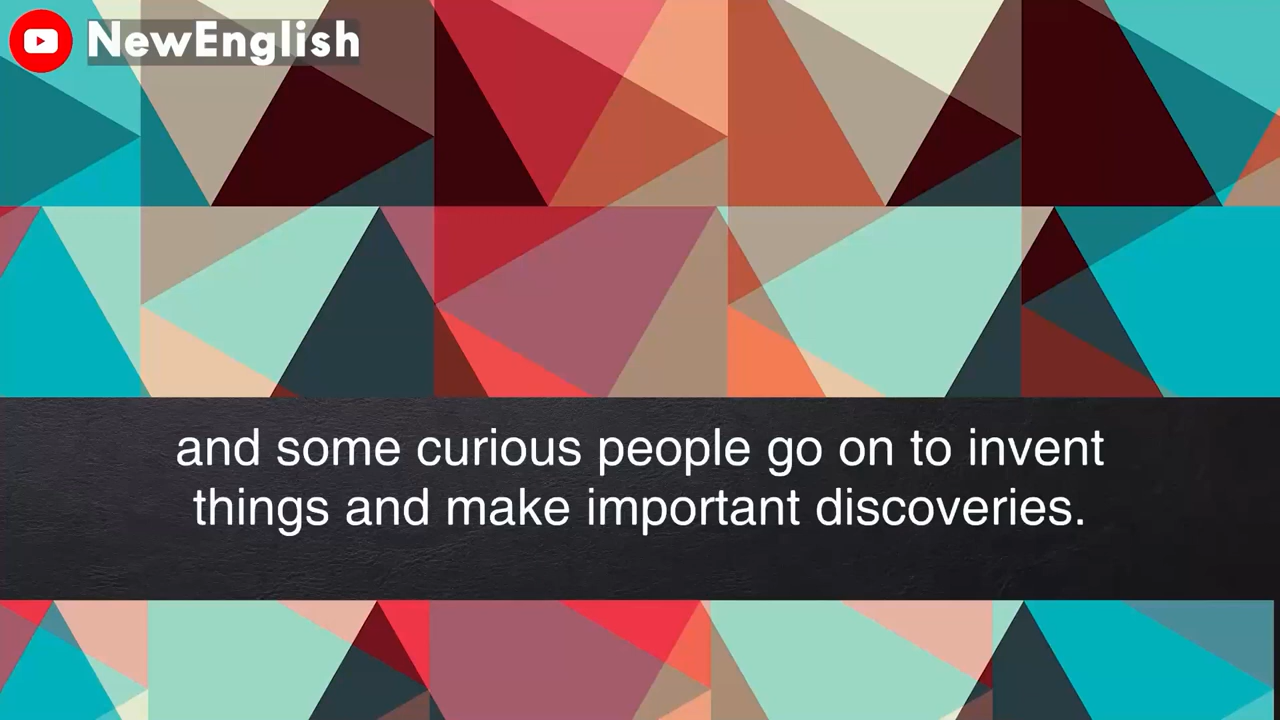 NewEnglish
and some curious people go on to invent
things and make important discoveries.